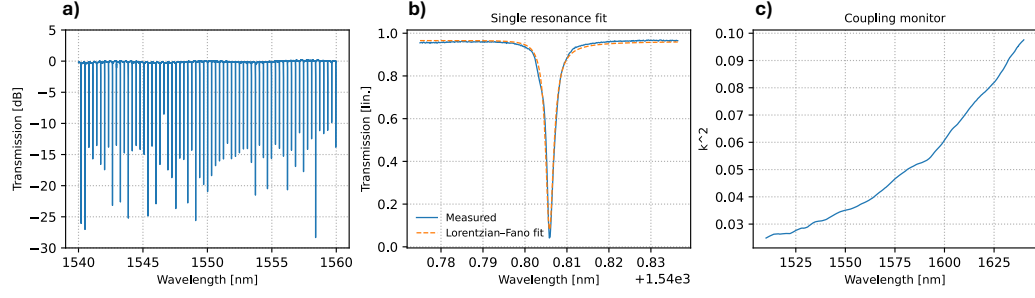 a)
Transmission [dB]
5
0
−5
−10
−15
−20
−25
−30
1540
1545
1550
1555
1560
Wavelength [nm]
b)
Single resonance fit
Transmission [lin.]
1.0
0.8
0.6
0.4
0.2
0.0
Measured
Lorentzian–Fano fit
0.78
0.79
0.80
0.81
0.82
0.83
Wavelength [nm]
+1.54e3
c)
Coupling monitor
k^2
0.10
0.09
0.08
0.07
0.06
0.05
0.04
0.03
1525
1550
1575
1600
1625
Wavelength [nm]